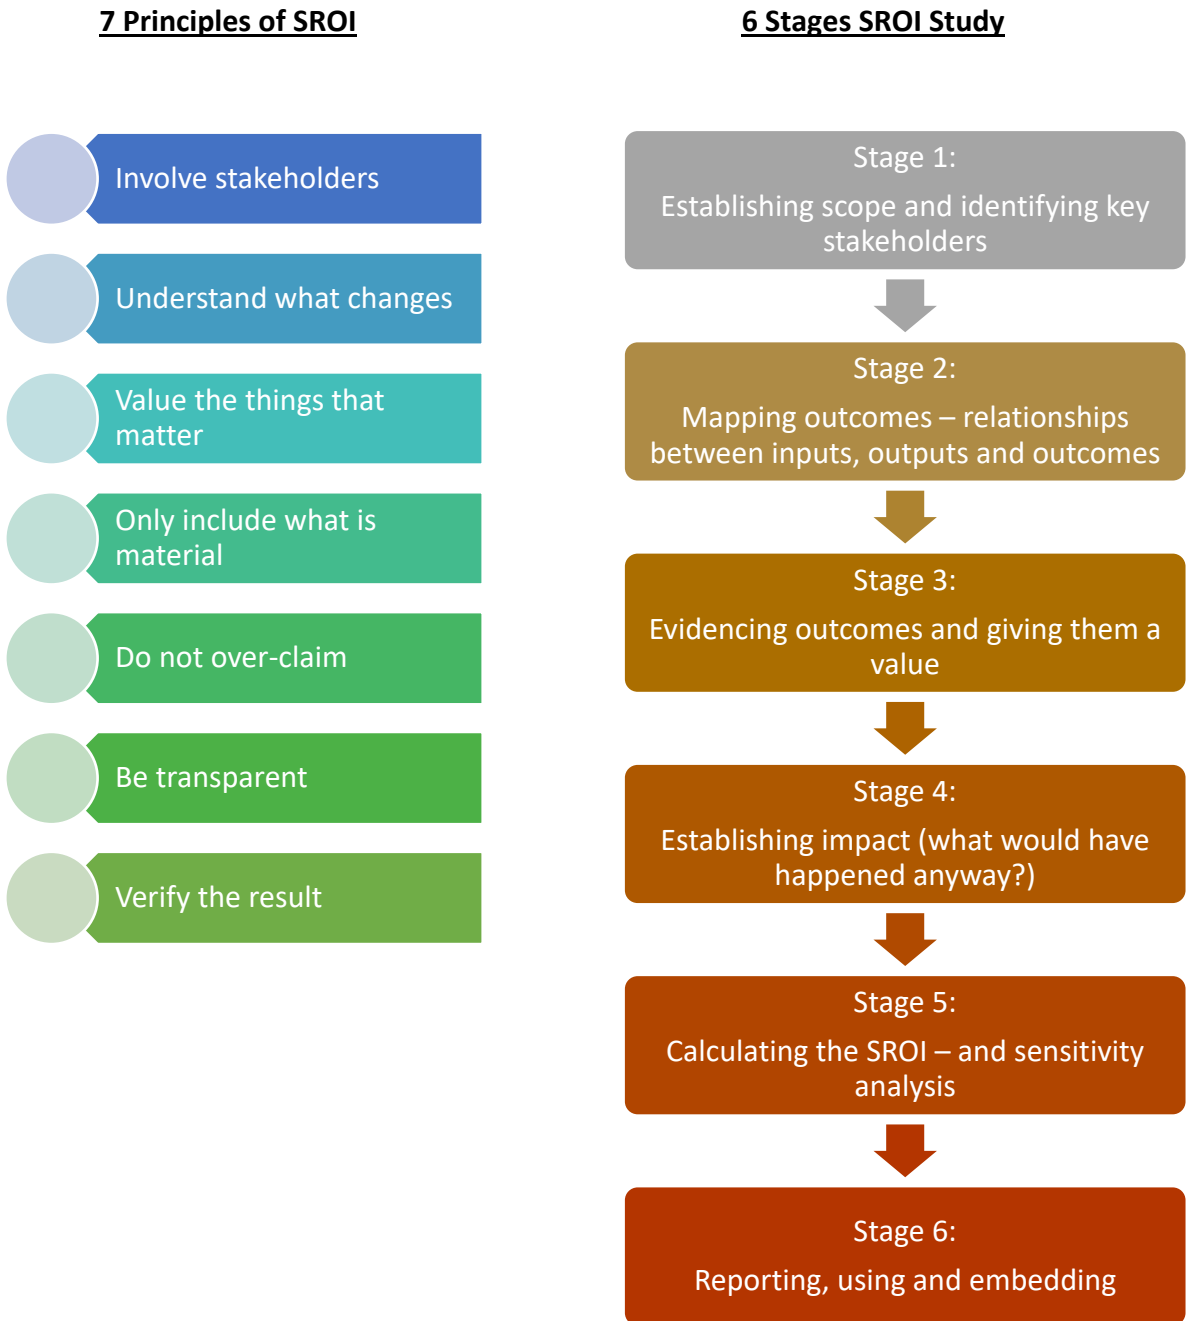 7 Principles of SROI
Involve stakeholders
Understand what changes
Value the things that
matter
Only include what is
material
Do not over-claim
Be transparent
Verify the result
6 Stages SROI Study
Stage 1:
Establishing scope and identifying key
stakeholders
Stage 2:
Mapping outcomes – relationships
between inputs, outputs and outcomes
Stage 3:
Evidencing outcomes and giving them a
value
Stage 4:
Establishing impact (what would have
happened anyway?)
Stage 5:
Calculating the SROI – and sensitivity
analysis
Stage 6:
Reporting, using and embedding